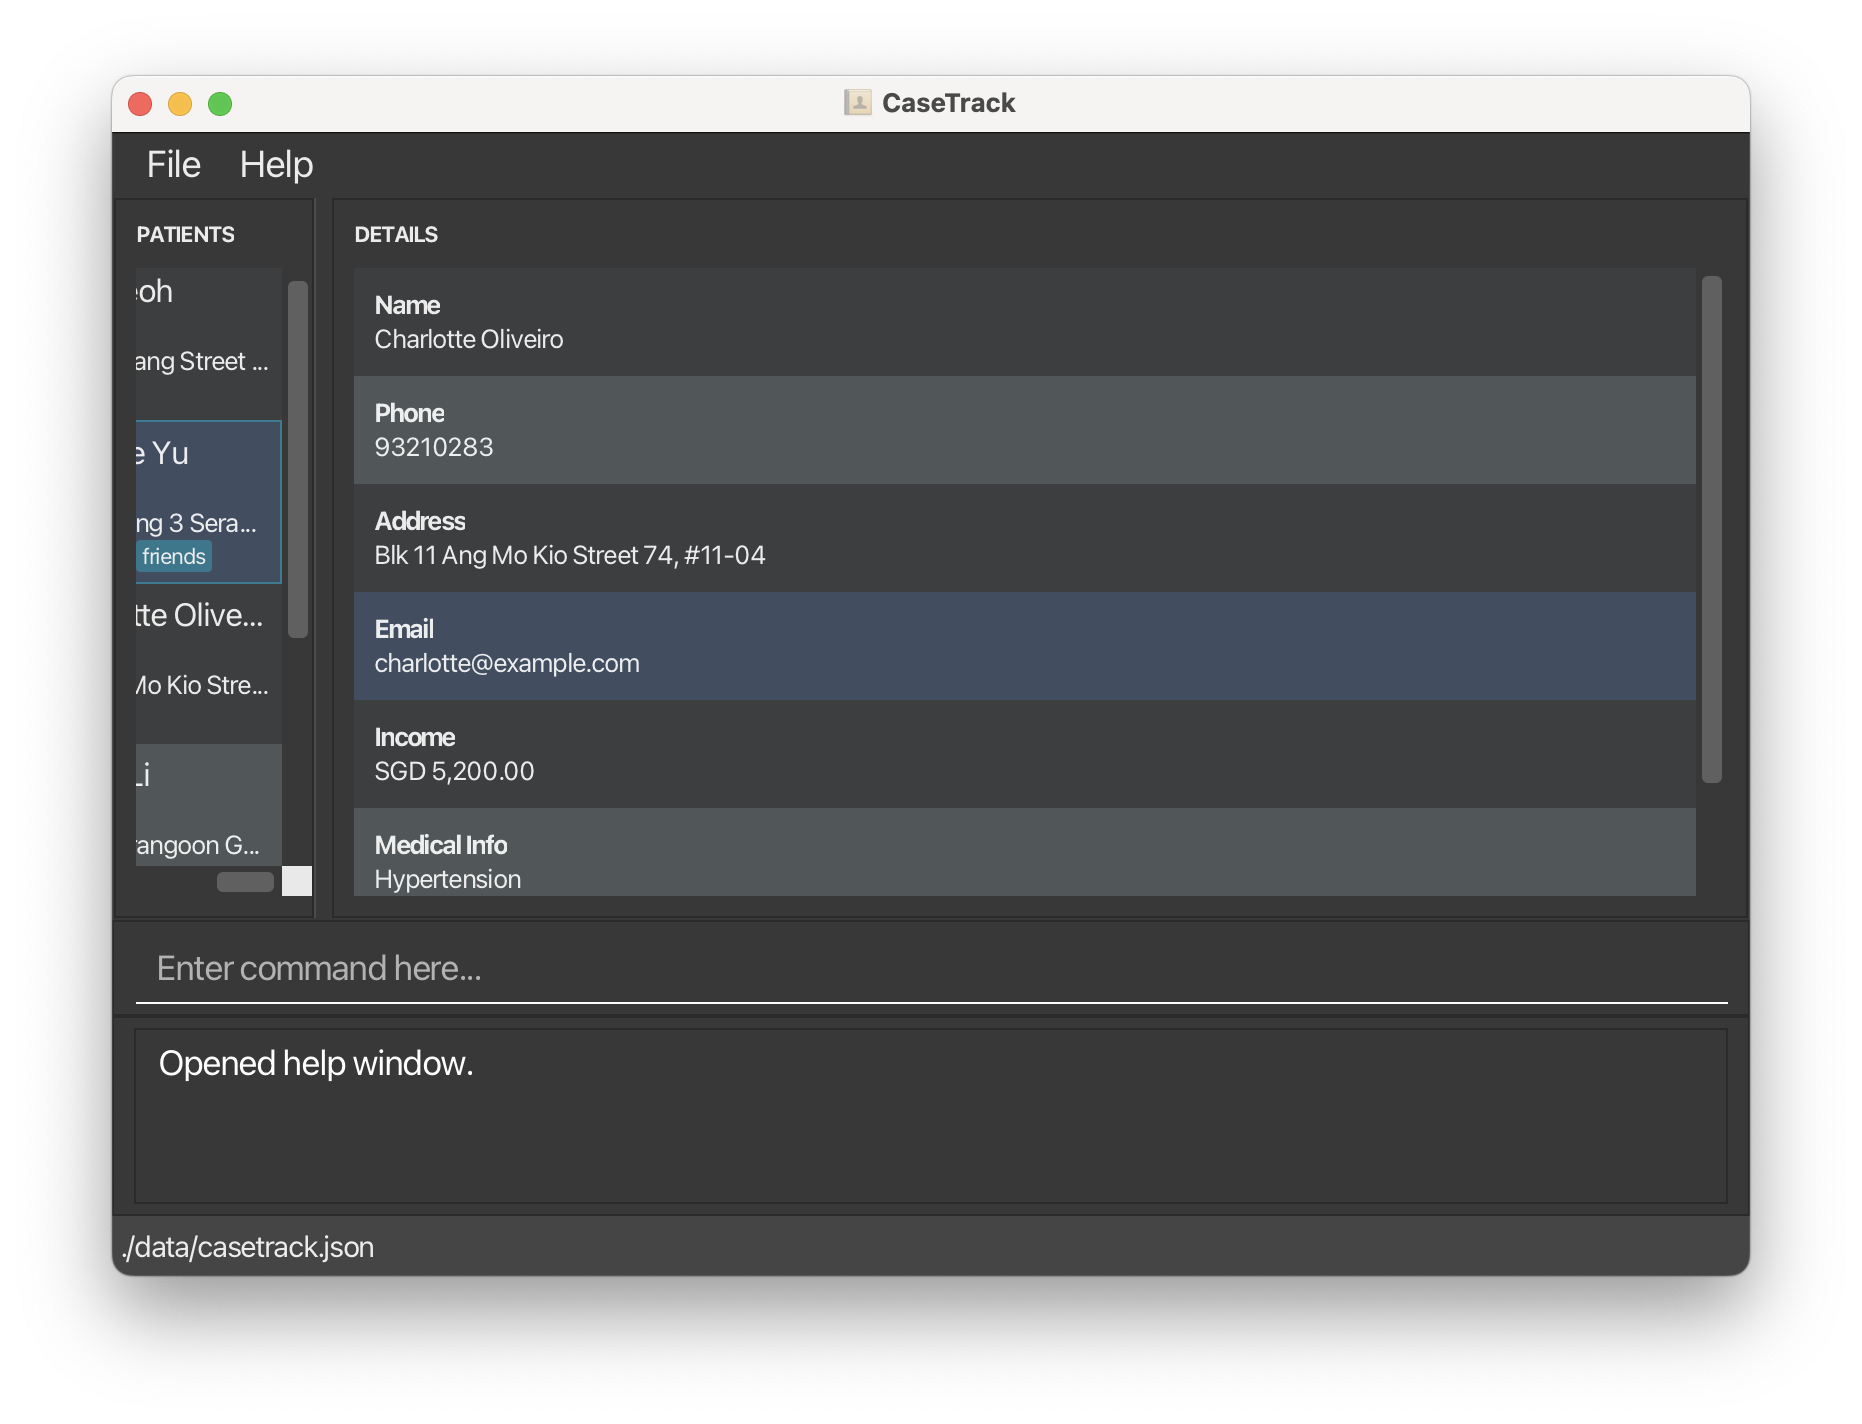 CaseTrack
File Help
PATIENTS
eoh
ang Street ...
e Yu
ng 3 Sera...
friends
tte Olive...
Mo Kio Stre...
Li
rangoon G...
DETAILS
Name
Charlotte Oliveiro
Phone
93210283
Address
Blk 11 Ang Mo Kio Street 74, #11-04
Email
charlotte@example.com
Income
SGD 5,200.00
Medical Info
Hypertension
Enter command here...
Opened help window.
./data/casetrack.json